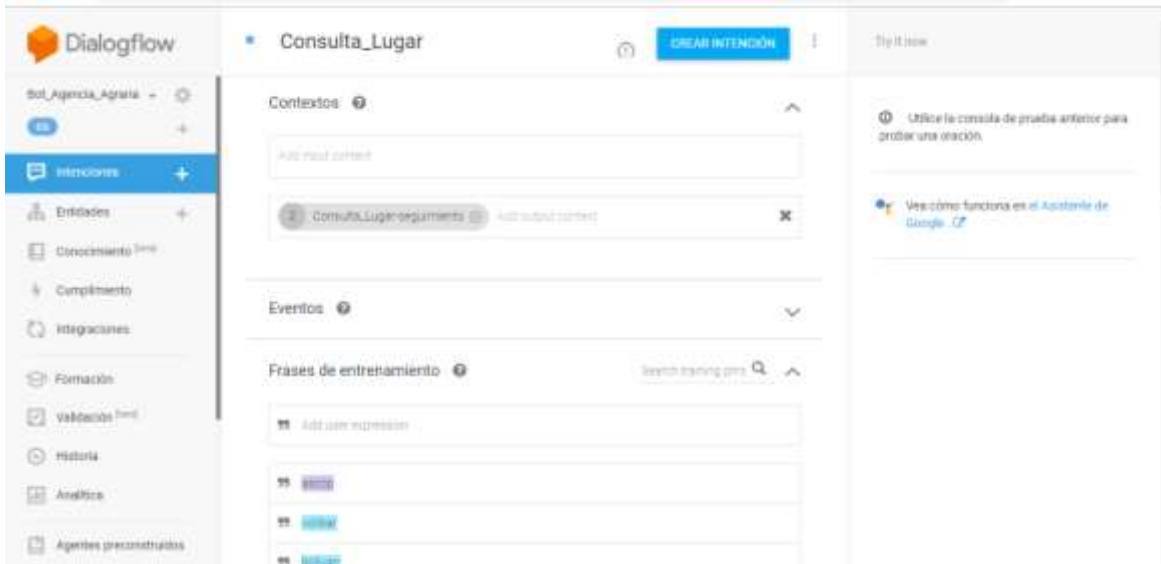 Dialogflow
Bot_Agencia_Agraria
ES
Intenciones
Entidades
Conocimiento
Cumplimiento
Integraciones
Formación
Validación
Historia
Analítica
Agentes preconstruidos
Consulta_Lugar
CREAR INTENCIÓN
Contextos
Add input context
2 Consulta_Lugar-seguimiento Add output context
Eventos
Frases de entrenamiento
Search training
Add user expression
Try it now
Utilice la consola de prueba anterior para
probar una oración.
Vea cómo funciona en el Asistente de
Google.